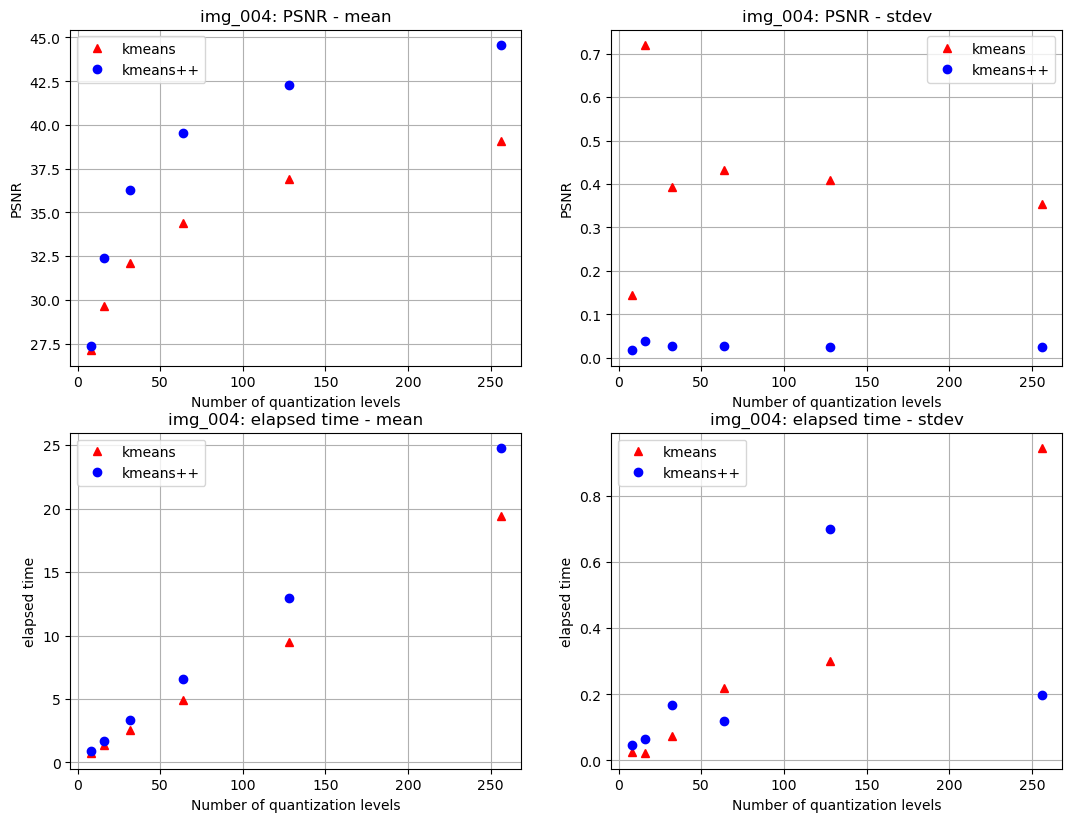 img_004: PSNR - mean
kmeans
kmeans++
45.0
42.5
40.0
37.5
35.0
32.5
30.0
27.5
PSNR
0 50 100 150 200 250
Number of quantization levels
img_004: PSNR - stdev
kmeans
kmeans++
0.7
0.6
0.5
0.4
0.3
0.2
0.1
0.0
PSNR
0 50 100 150 200 250
Number of quantization levels
img_004: elapsed time - mean
kmeans
kmeans++
25
20
15
10
5
0
elapsed time
0 50 100 150 200 250
Number of quantization levels
img_004: elapsed time - stdev
kmeans
kmeans++
0.8
0.6
0.4
0.2
0.0
elapsed time
0 50 100 150 200 250
Number of quantization levels